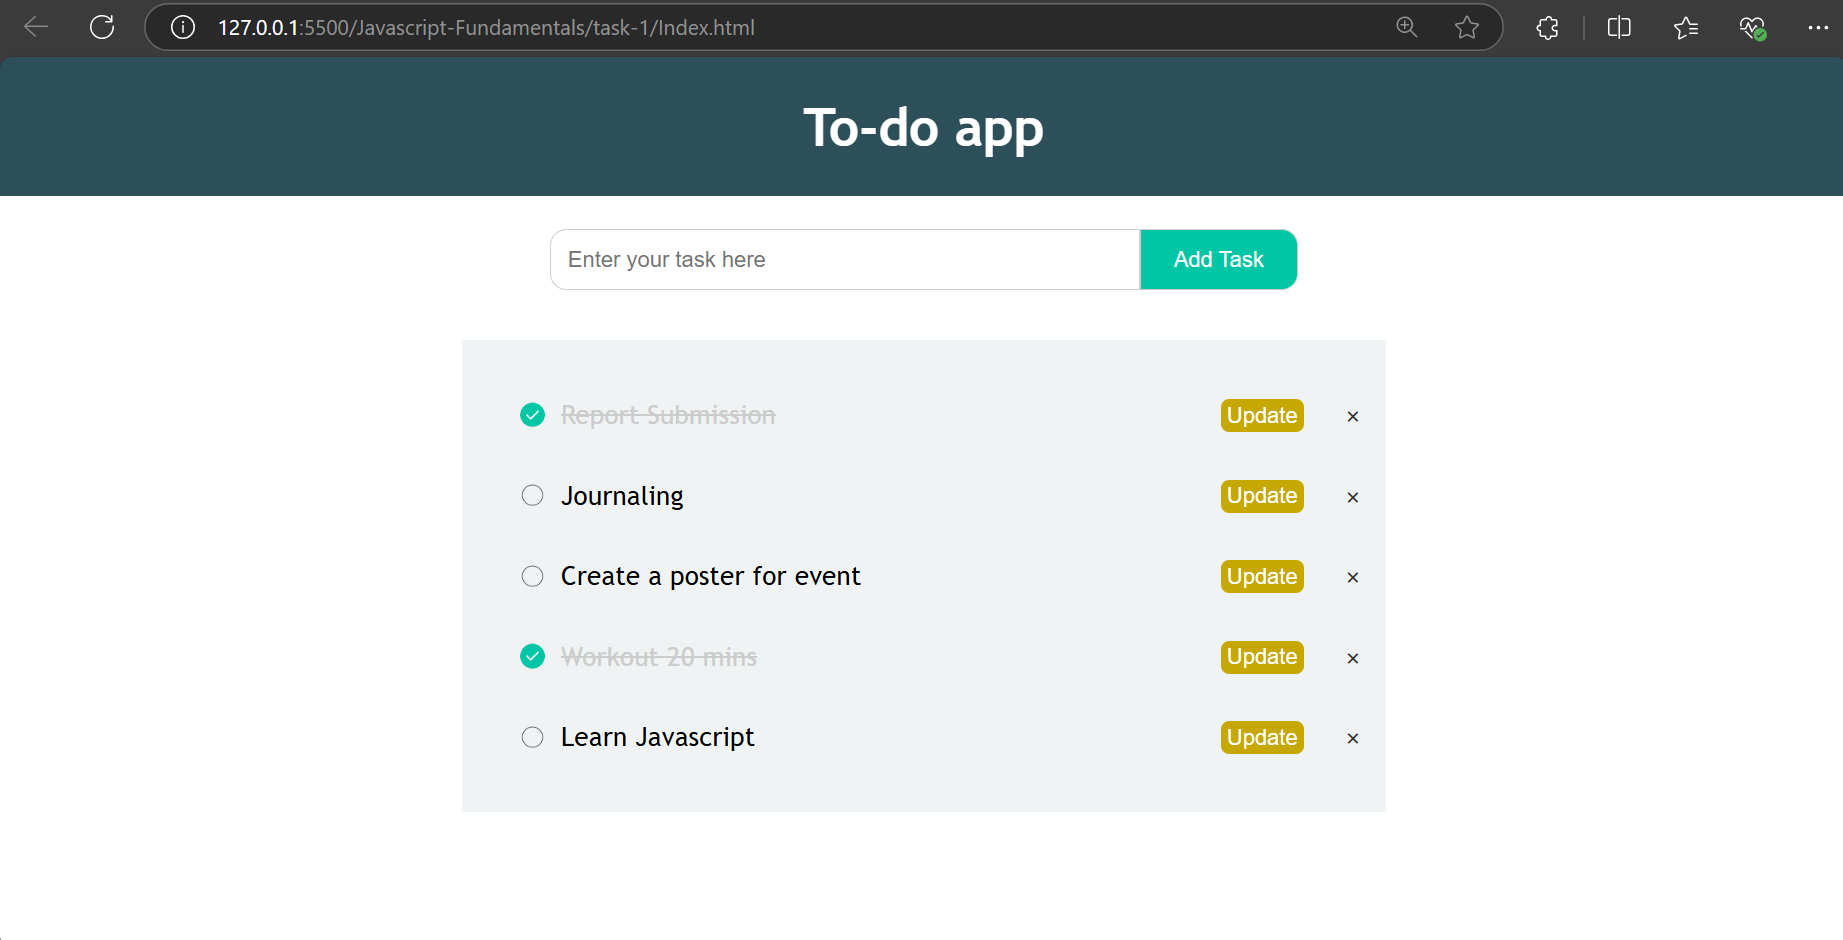 127.0.0.1:5500/Javascript-Fundamentals/task-1/Index.html
To-do app
Enter your task here Add Task
Report Submission Update ×
Journaling Update ×
Create a poster for event Update ×
Workout 20 mins Update ×
Learn Javascript Update ×